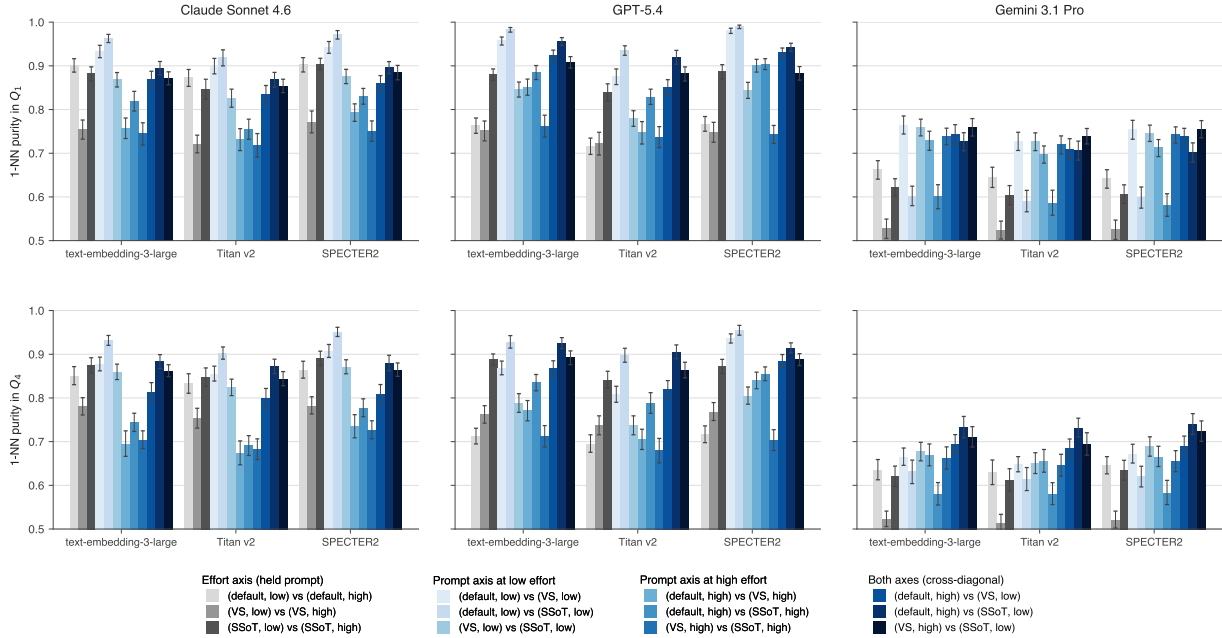 Claude Sonnet 4.6
GPT-5.4
Gemini 3.1 Pro
1-NN purity in Q1
1.0
0.9
0.8
0.7
0.6
0.5
text-embedding-3-large
Titan v2
SPECTER2
text-embedding-3-large
Titan v2
SPECTER2
text-embedding-3-large
Titan v2
SPECTER2
1-NN purity in Q4
1.0
0.9
0.8
0.7
0.6
0.5
text-embedding-3-large
Titan v2
SPECTER2
text-embedding-3-large
Titan v2
SPECTER2
text-embedding-3-large
Titan v2
SPECTER2
Effort axis (held prompt)
(default, low) vs (default, high)
(VS, low) vs (VS, high)
(SSoT, low) vs (SSoT, high)
Prompt axis at low effort
(default, low) vs (VS, low)
(default, low) vs (SSoT, low)
(VS, low) vs (SSoT, low)
Prompt axis at high effort
(default, high) vs (VS, high)
(default, high) vs (SSoT, high)
(VS, high) vs (SSoT, high)
Both axes (cross-diagonal)
(default, high) vs (VS, low)
(default, high) vs (SSoT, low)
(VS, high) vs (SSoT, low)